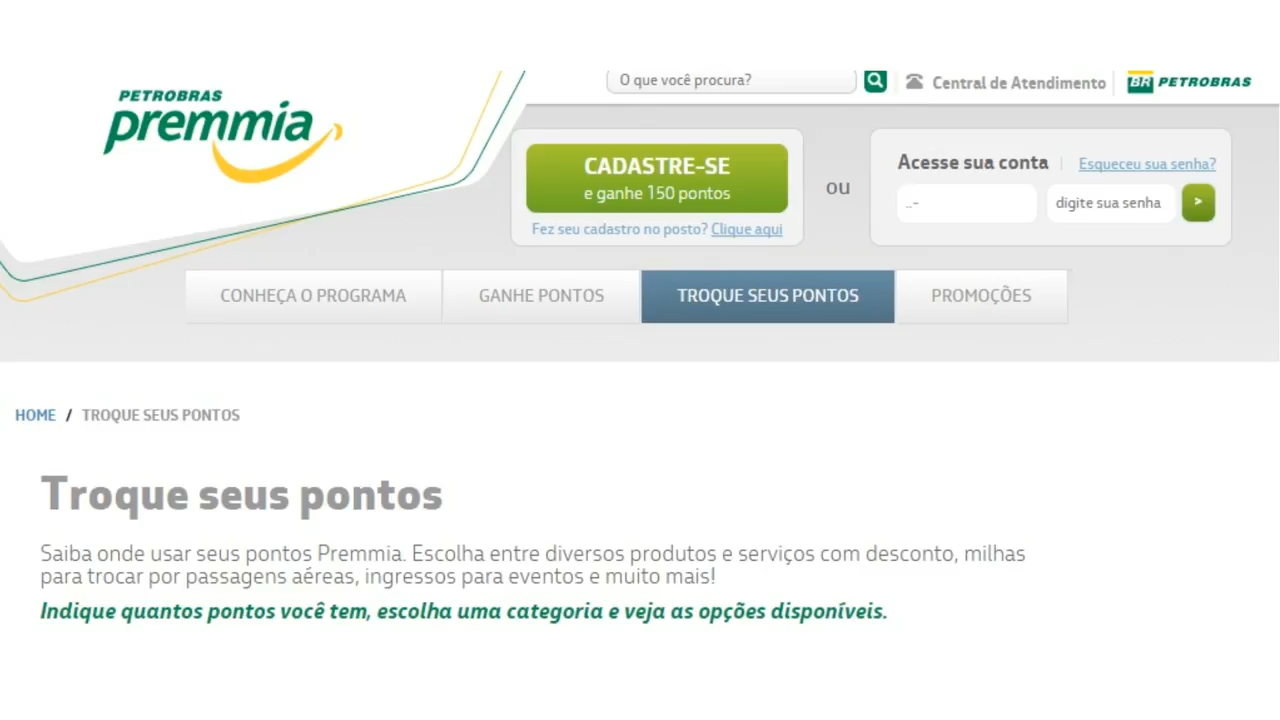 O que você procura?
Central de Atendimento
BR PETROBRAS
PETROBRAS
premmia
CADASTRE-SE
e ganhe 150 pontos
Fez seu cadastro no posto? Clique aqui
ou
Acesse sua conta
Esqueceu sua senha?
..-
digite sua senha
>
CONHEÇA O PROGRAMA
GANHE PONTOS
TROQUE SEUS PONTOS
PROMOÇÕES
HOME / TROQUE SEUS PONTOS
Troque seus pontos
Saiba onde usar seus pontos Premmia. Escolha entre diversos produtos e serviços com desconto, milhas
para trocar por passagens aéreas, ingressos para eventos e muito mais!
Indique quantos pontos você tem, escolha uma categoria e veja as opções disponíveis.